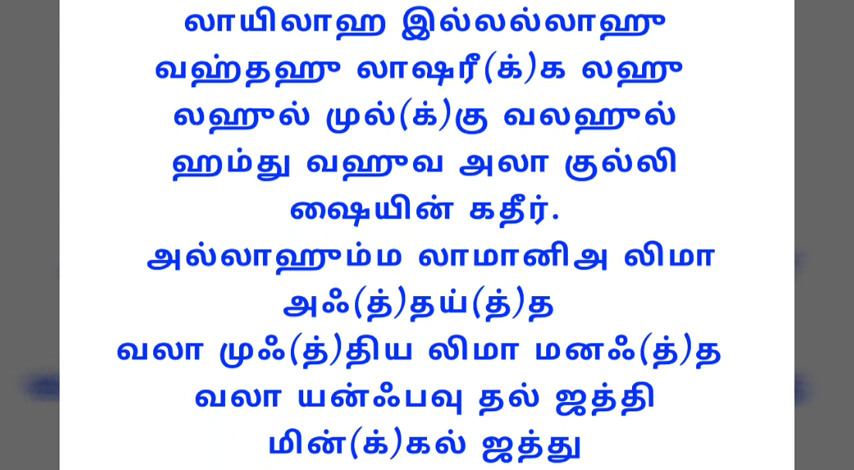 லாயிலாஹ இல்லல்லாஹு
வஹ்தஹு லாஷரீ(க்)க லஹு
லஹுல் முல்(க்)கு வலஹுல்
ஹம்து வஹுவ அலா குல்லி
ஷையின் கதீர்.
அல்லாஹும்ம லாமானிஅ லிமா
அஃ(த்)தய்(த்)த
வலா முஃ(த்)திய லிமா மனஃ(த்)த
வலா யன்ஃபவு தல் ஜத்தி
மின்(க்)கல் ஜத்து